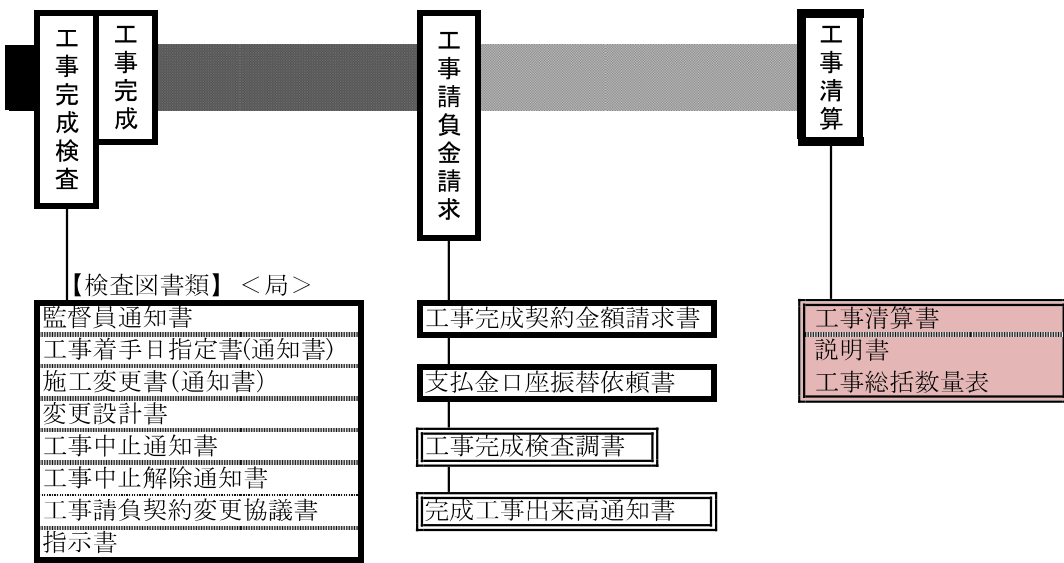 工事完成検査
工事完成
工事請負金請求
工事清算
【検査図書類】＜局＞
監督員通知書
工事着手日指定書(通知書)
施工変更書(通知書)
変更設計書
工事中止通知書
工事中止解除通知書
工事請負契約変更協議書
指示書
工事完成契約金額請求書
支払金口座振替依頼書
工事完成検査調書
完成工事出来高通知書
工事清算書
説明書
工事総括数量表